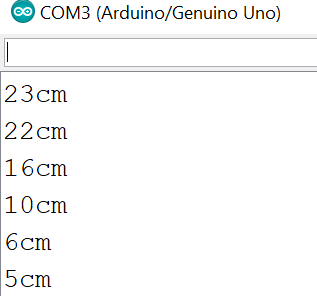 COM3 (Arduino/Genuino Uno)
23cm
22cm
16cm
10cm
6cm
5cm